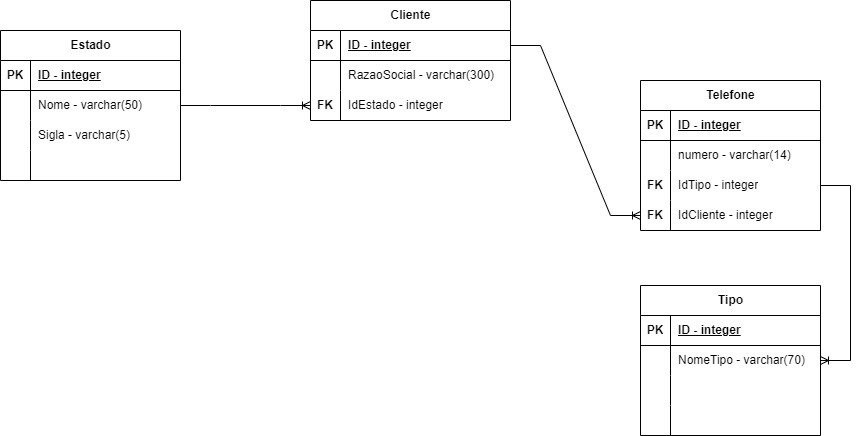 Estado
PK ID - integer
Nome - varchar(50)
Sigla - varchar(5)
Cliente
PK ID - integer
RazaoSocial - varchar(300)
FK IdEstado - integer
Telefone
PK ID - integer
numero - varchar(14)
FK IdTipo - integer
FK IdCliente - integer
Tipo
PK ID - integer
NomeTipo - varchar(70)